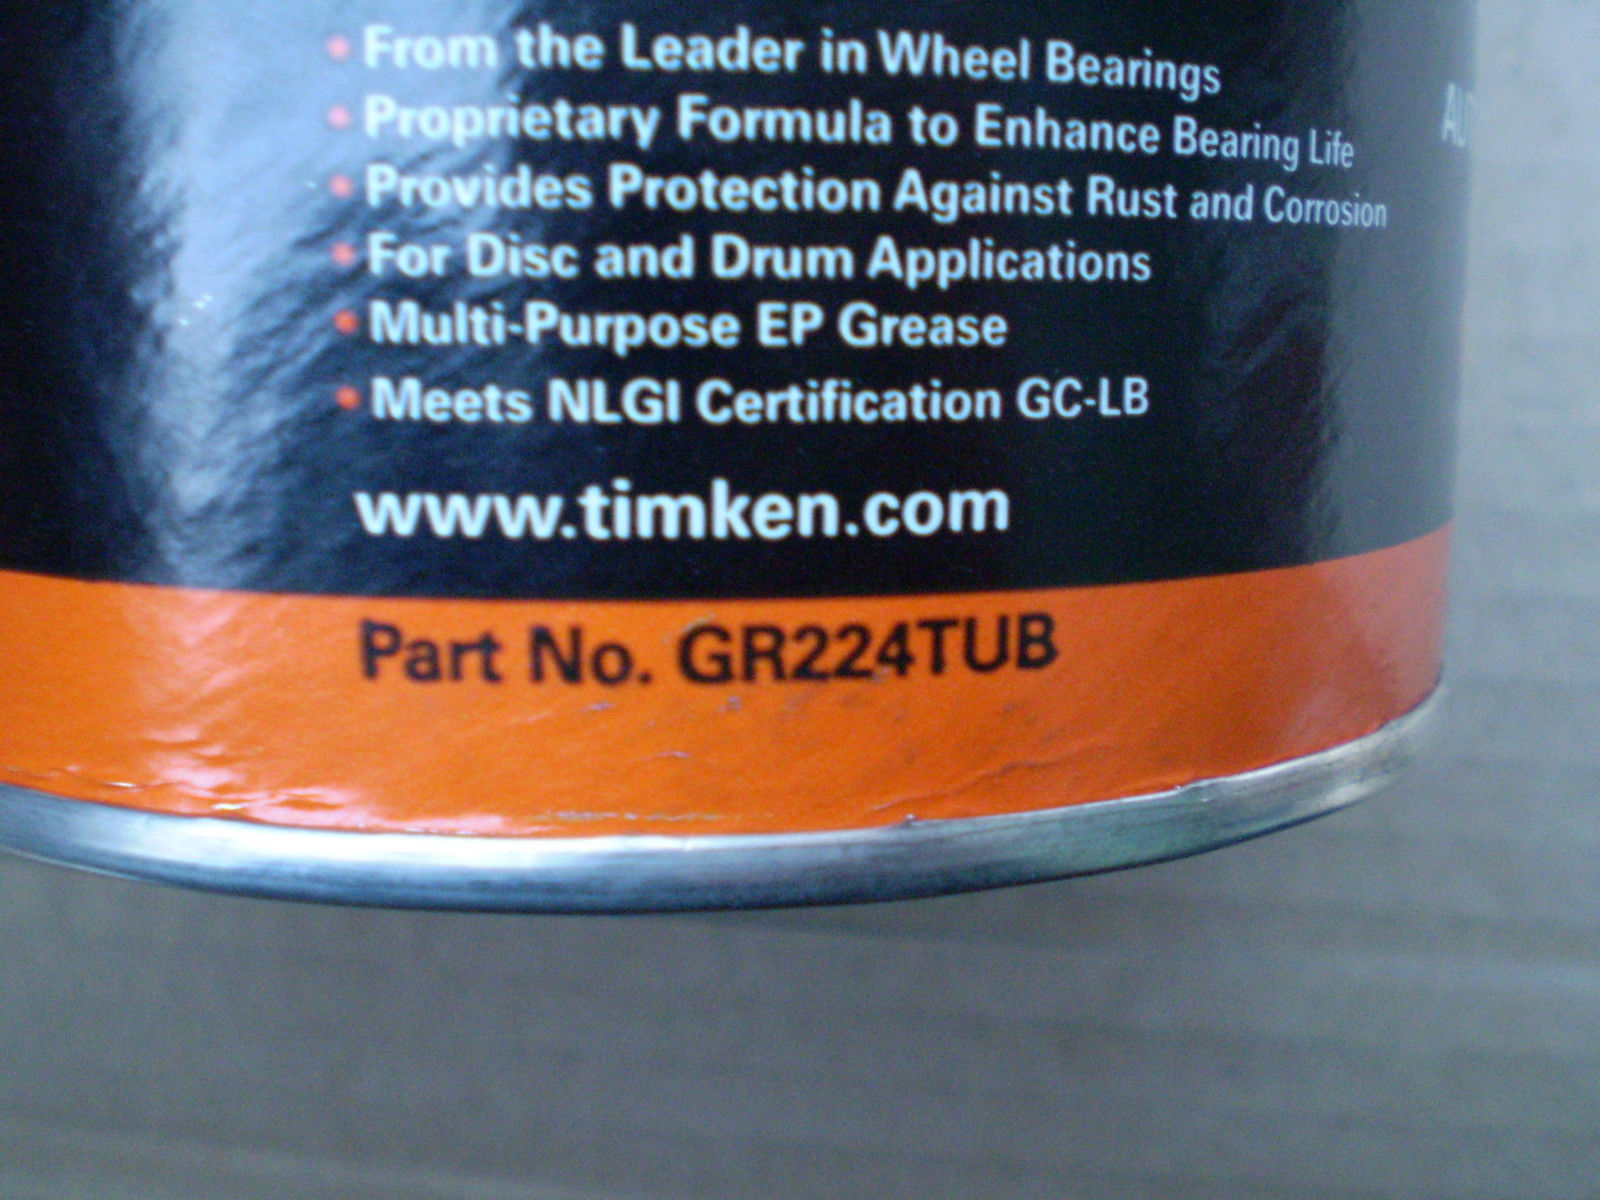 • From the Leader in Wheel Bearings
• Proprietary Formula to Enhance Bearing Life
• Provides Protection Against Rust and Corrosion
• For Disc and Drum Applications
• Multi-Purpose EP Grease
• Meets NLGI Certification GC-LB
www.timken.com
Part No. GR224TUB